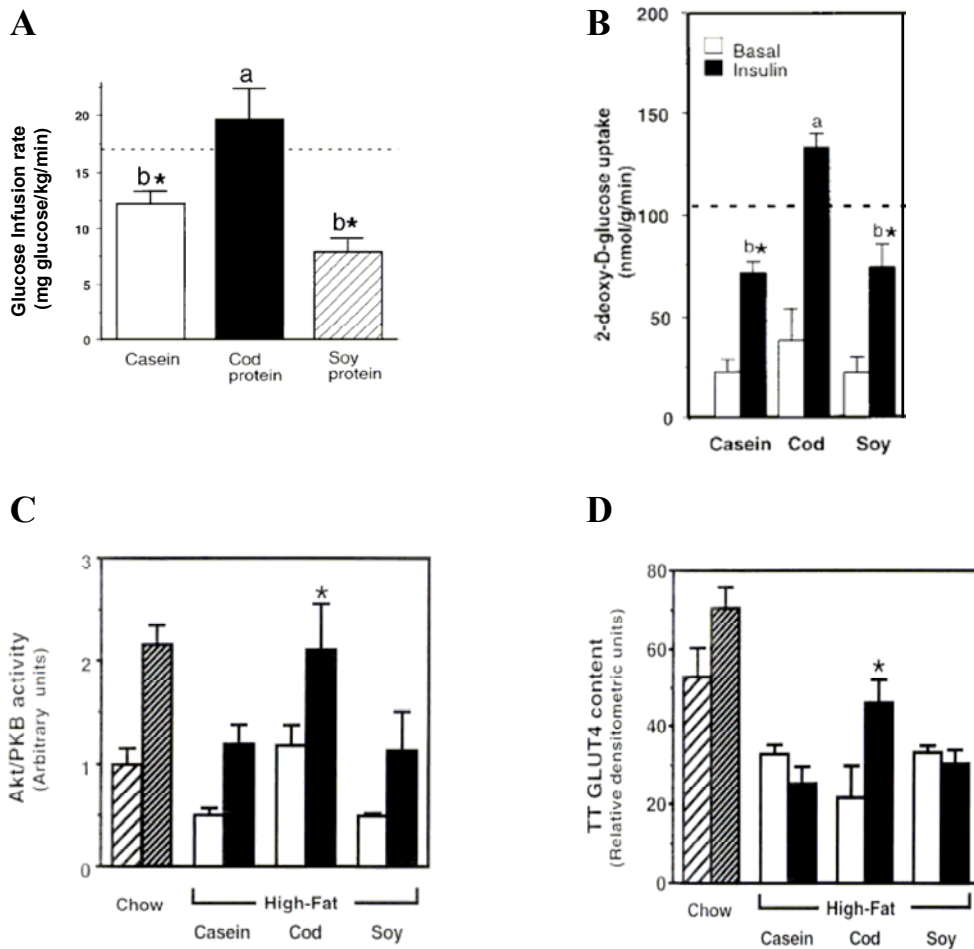 A
Glucose Infusion rate
(mg glucose/kg/min)
20
15
10
5
0
b★
a
b★
Casein
Cod
protein
Soy
protein
B
2-deoxy-D-glucose uptake
(nmol/g/min)
200
150
100
50
0
Basal
Insulin
b★
a
b★
Casein
Cod
Soy
C
Akt/PKB activity
(Arbitrary units)
3
2
1
0
*
Chow
High-Fat
Casein
Cod
Soy
D
TT GLUT4 content
(Relative densitometric units)
80
60
40
20
0
*
Chow
High-Fat
Casein
Cod
Soy